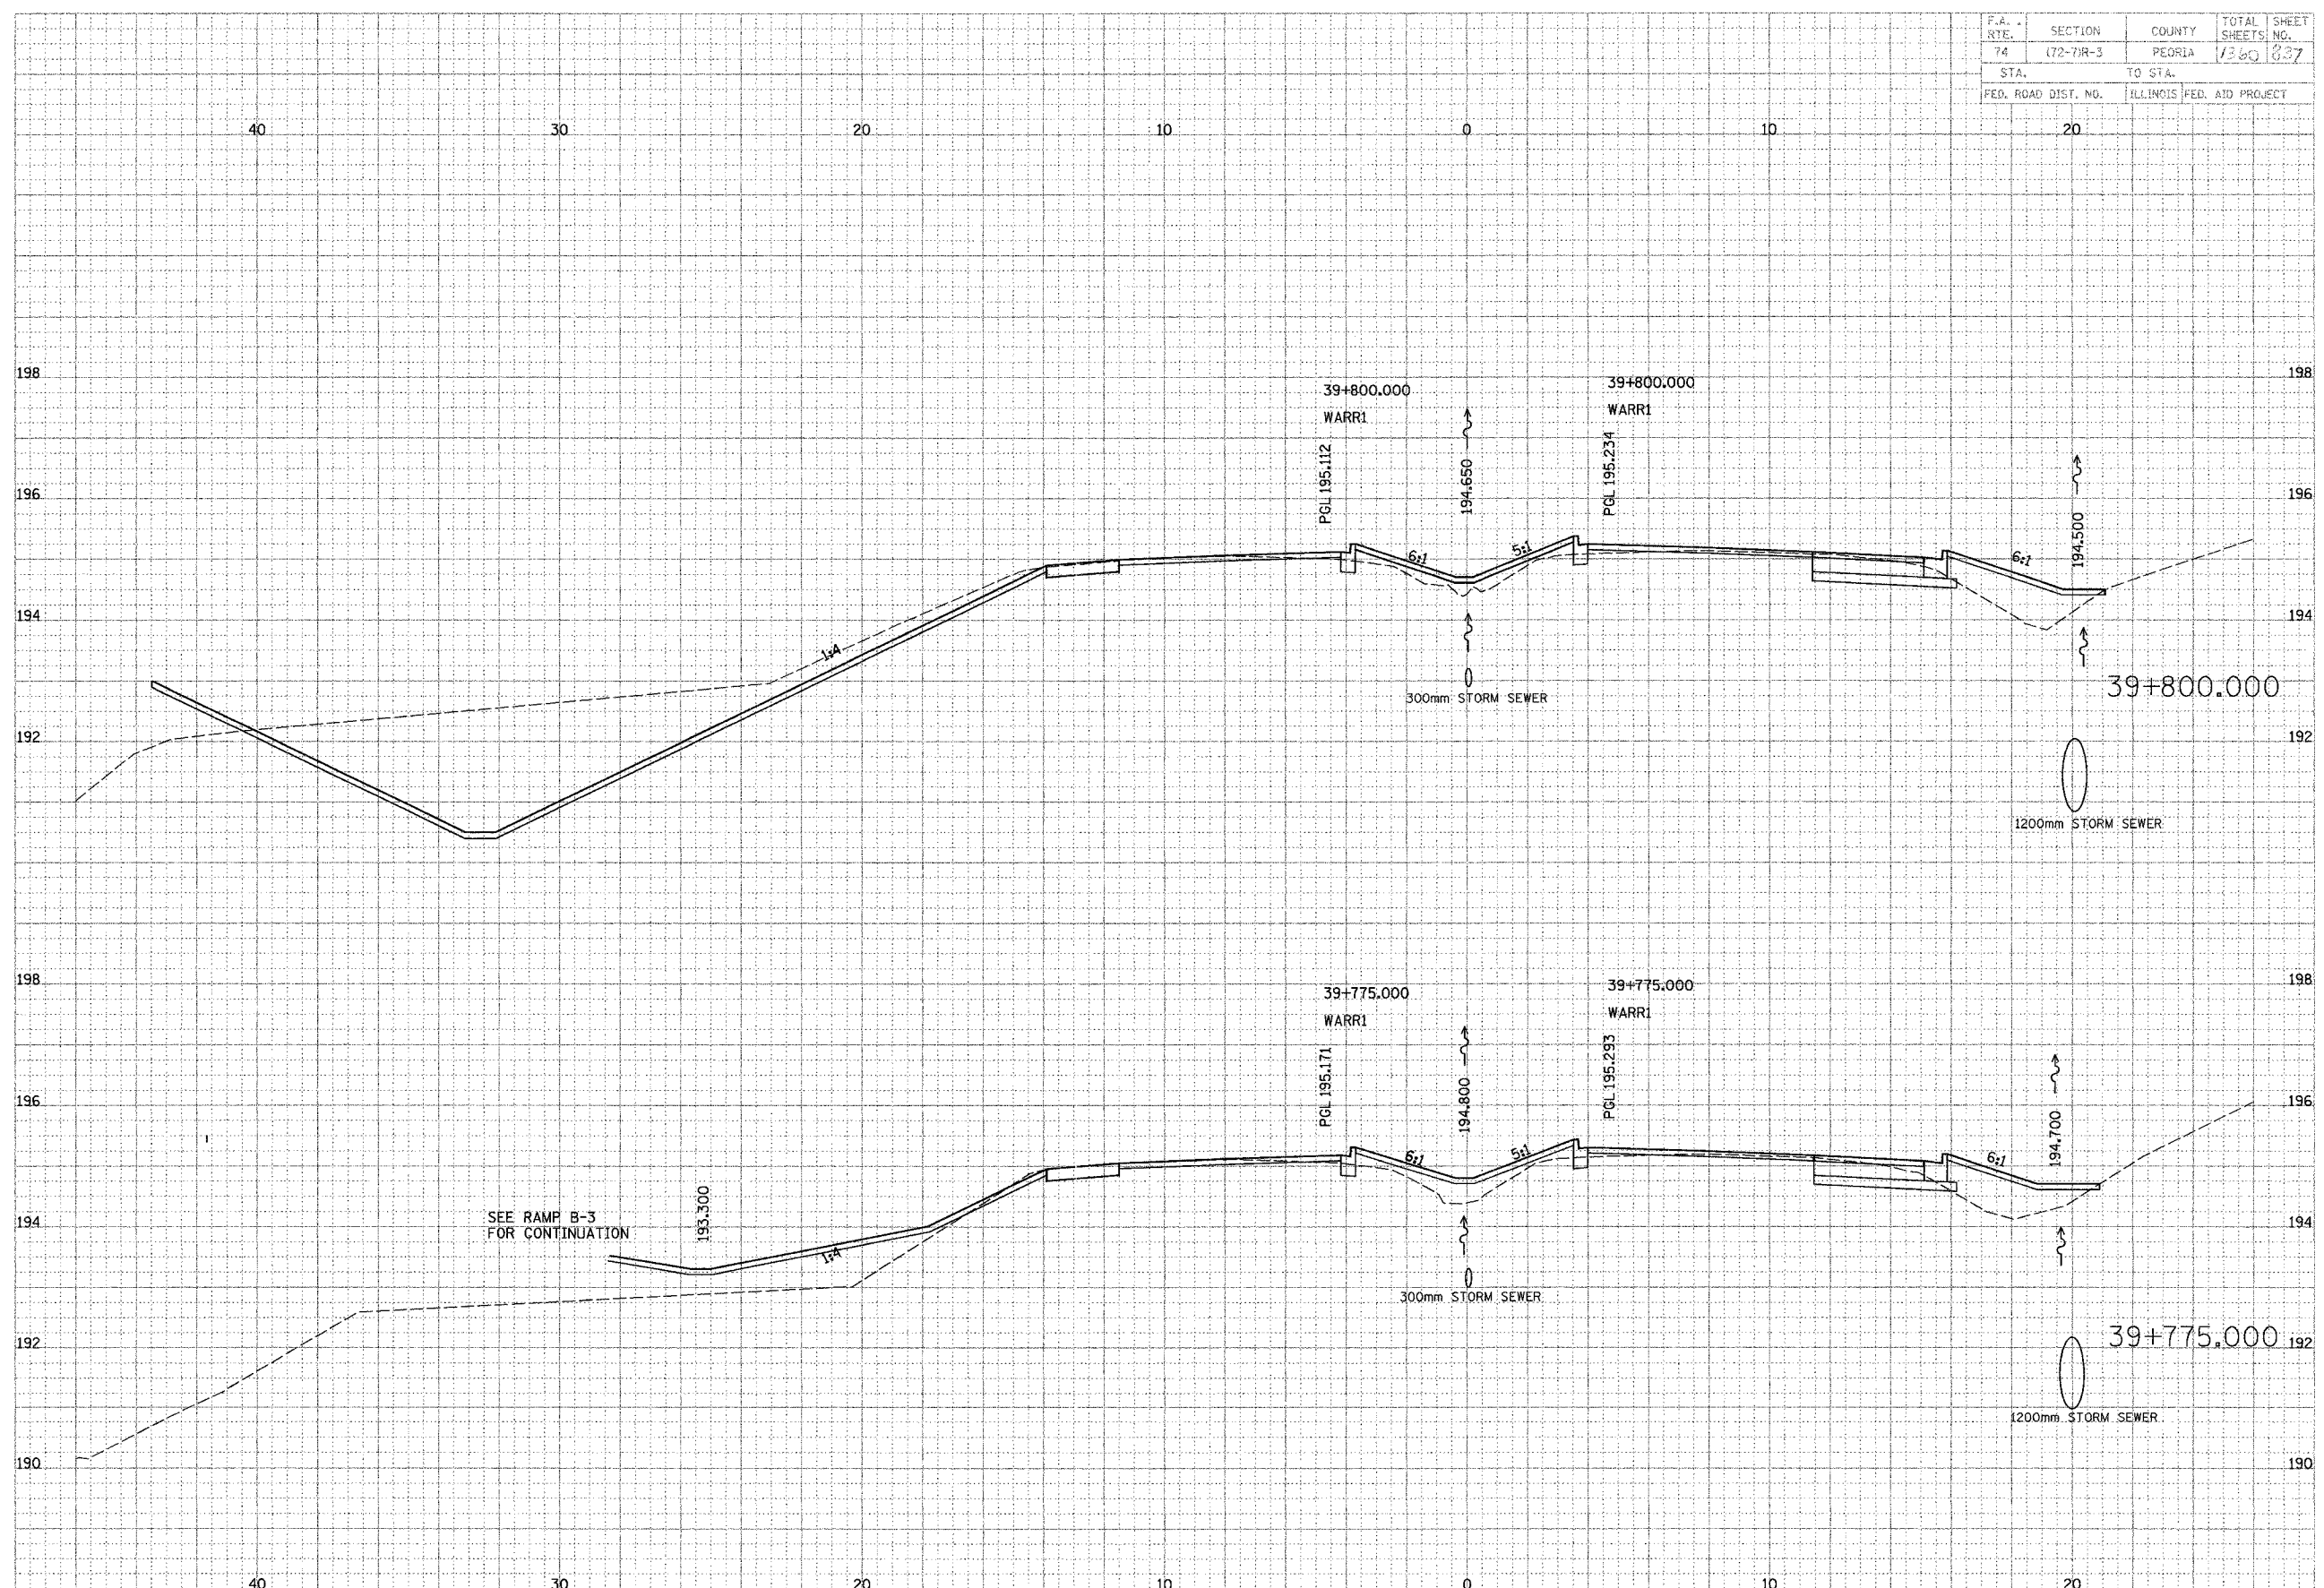 F.A. RTE. SECTION COUNTY TOTAL SHEETS SHEET NO.
74 (72-7)R-3 PEORIA 1360 837
STA. TO STA.
FED. ROAD DIST. NO. ILLINOIS FED. AID PROJECT
40 30 20 10 0 10 20
198 198
39+800.000
WARR1
PGL 195.112
194.650
39+800.000
WARR1
PGL 195.234
194.500
196 196
6:1
5:1
6:1
194 194
1:4
300mm STORM SEWER
39+800.000
192 192
1200mm STORM SEWER
198 198
39+775.000
WARR1
PGL 195.171
194.800
39+775.000
WARR1
PGL 195.293
194.700
196 196
6:1
5:1
6:1
SEE RAMP B-3
FOR CONTINUATION
193.300
194 194
1:4
300mm STORM SEWER
39+775.000
192 192
1200mm STORM SEWER
190 190
40 30 20 10 0 10 20